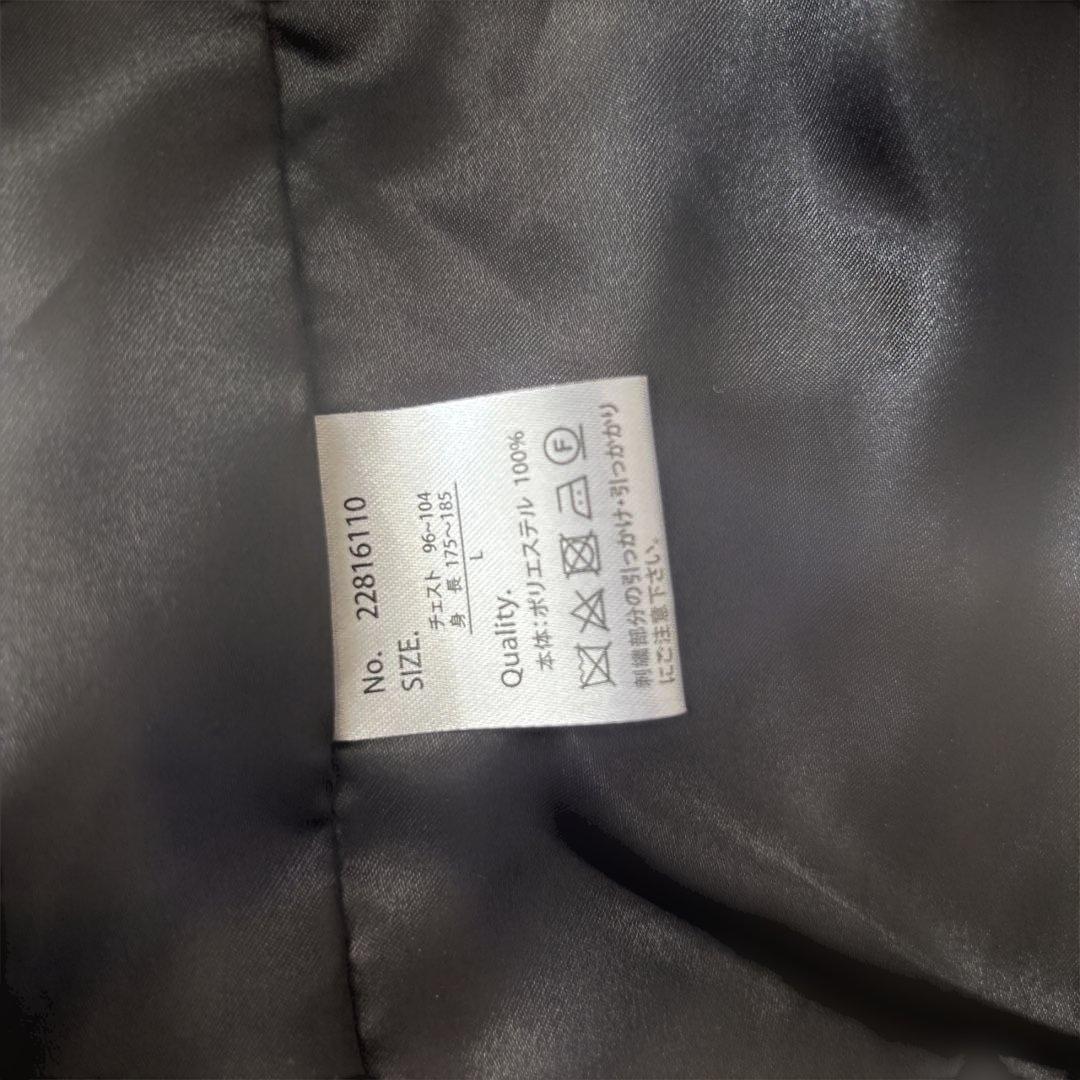 No. 22816110
SIZE.
チェスト 96~104
身 長 175~185
L
Quality.
本体:ポリエステル 100%
F
刺繍部分の引っかけ・引っかかり
にご注意下さい。